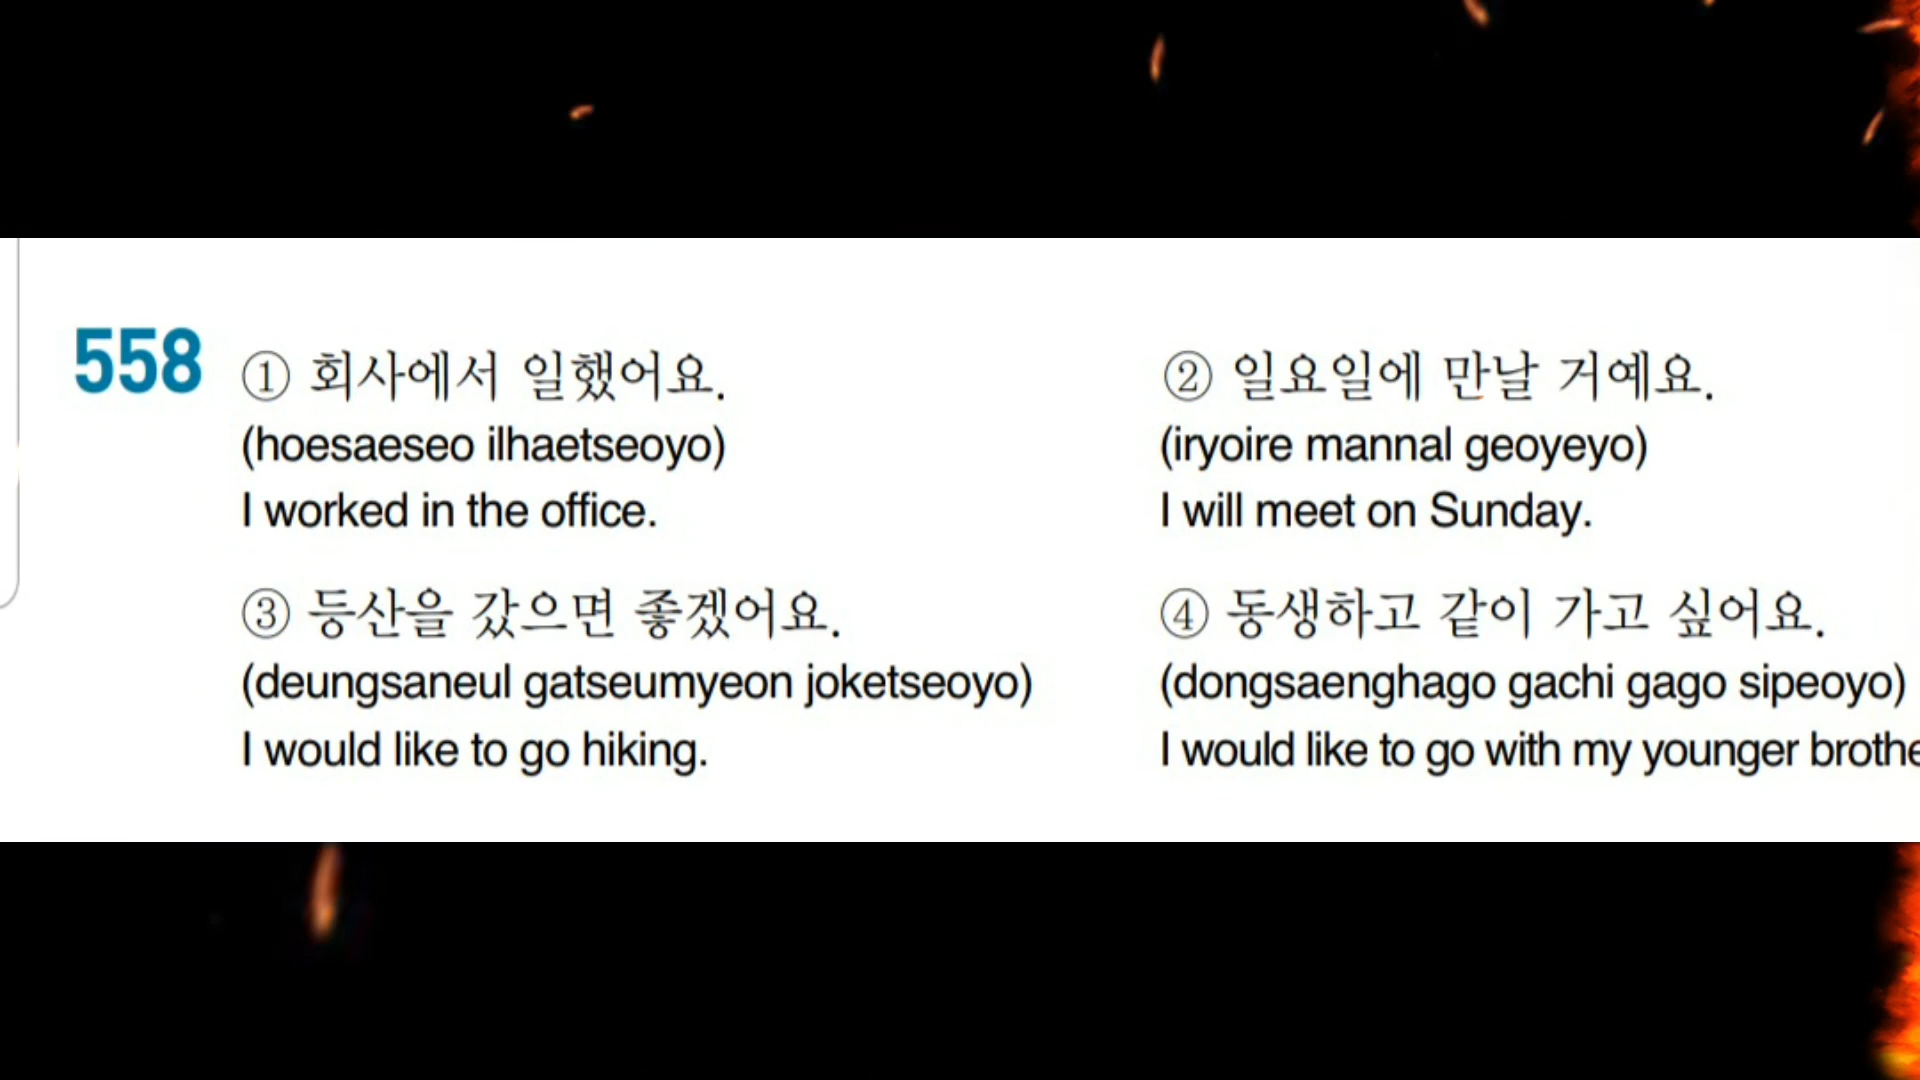 558
① 회사에서 일했어요.
(hoesaeseo ilhaetseoyo)
I worked in the office.
② 일요일에 만날 거예요.
(iryoire mannal geoyeyo)
I will meet on Sunday.
③ 등산을 갔으면 좋겠어요.
(deungsaneul gatseumyeon joketseoyo)
I would like to go hiking.
④ 동생하고 같이 가고 싶어요.
(dongsaenghago gachi gago sipeoyo)
I would like to go with my younger